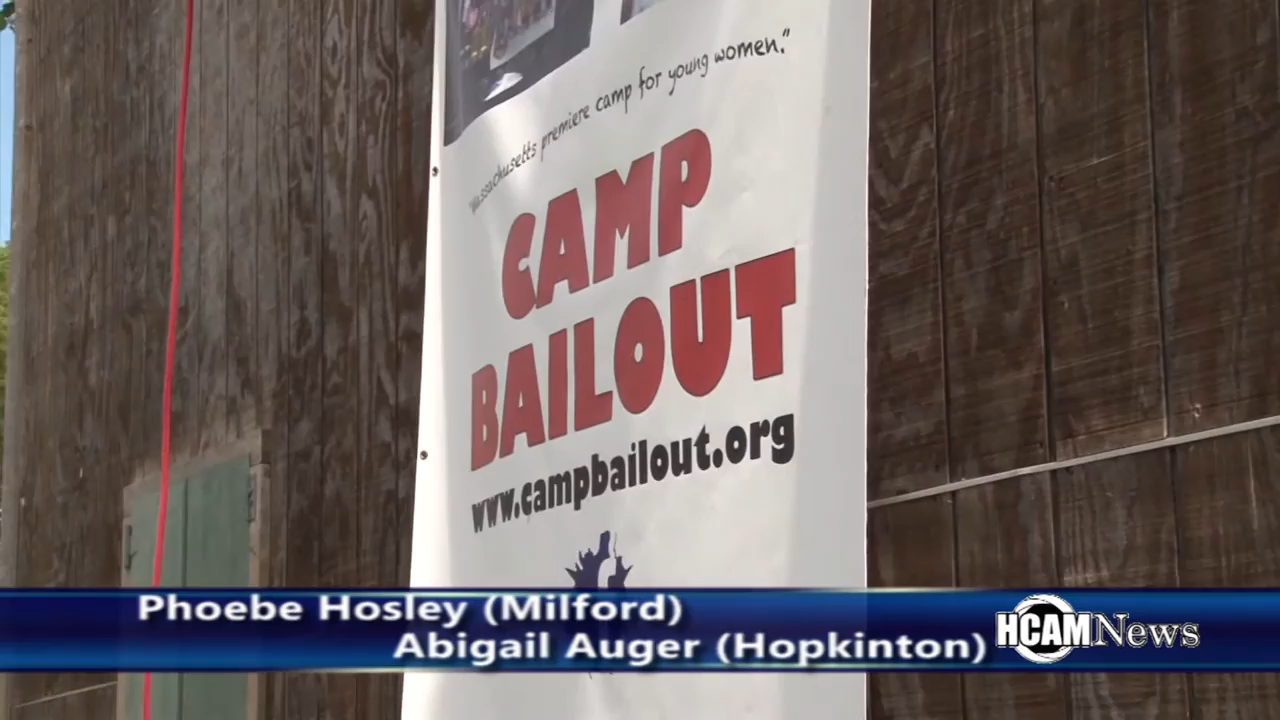 "Massachusetts premiere camp for young women."
CAMP
BAILOUT
www.campbailout.org
Phoebe Hosley (Milford)
Abigail Auger (Hopkinton)
HCAM News